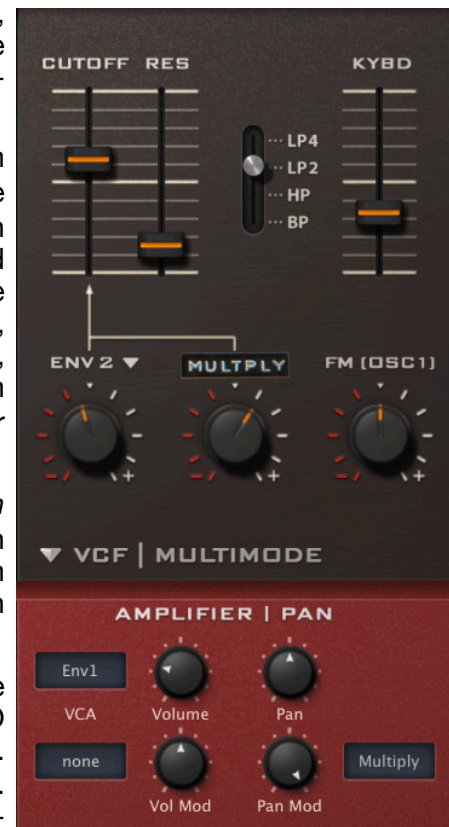 CUTOFF RES KYBD
LP4
LP2
HP
BP
ENV 2 MULTPLY FM (OSC1)
VCF | MULTIMODE
AMPLIFIER | PAN
Env1
VCA Volume Pan
none Multiply
Vol Mod Pan Mod